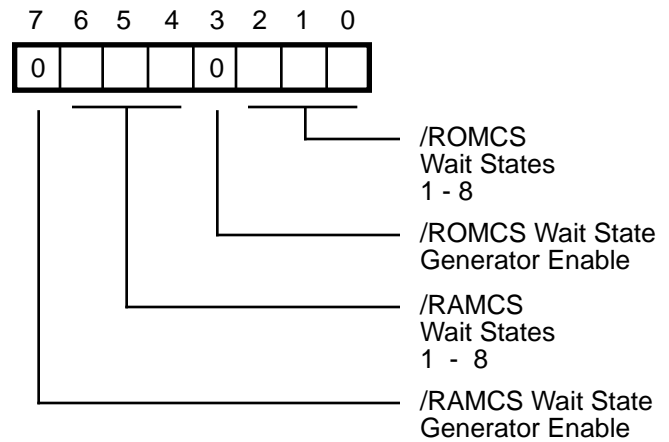 7 6 5 4 3 2 1 0
0 0
/ROMCS
Wait States
1 - 8
/ROMCS Wait State
Generator Enable
/RAMCS
Wait States
1 - 8
/RAMCS Wait State
Generator Enable